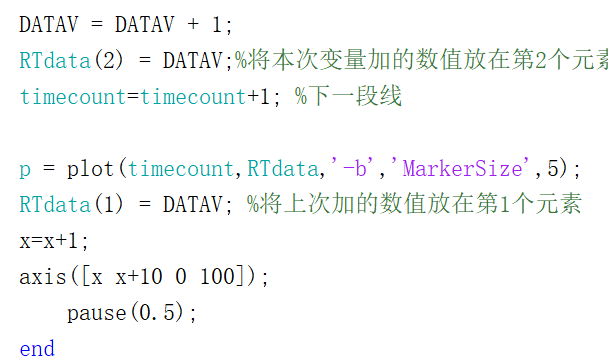 DATAV = DATAV + 1;
RTdata(2) = DATAV;%将本次变量加的数值放在第2个元素
timecount=timecount+1; %下一段线
p = plot(timecount,RTdata,'-b','MarkerSize',5);
RTdata(1) = DATAV; %将上次加的数值放在第1个元素
x=x+1;
axis([x x+10 0 100]);
pause(0.5);
end